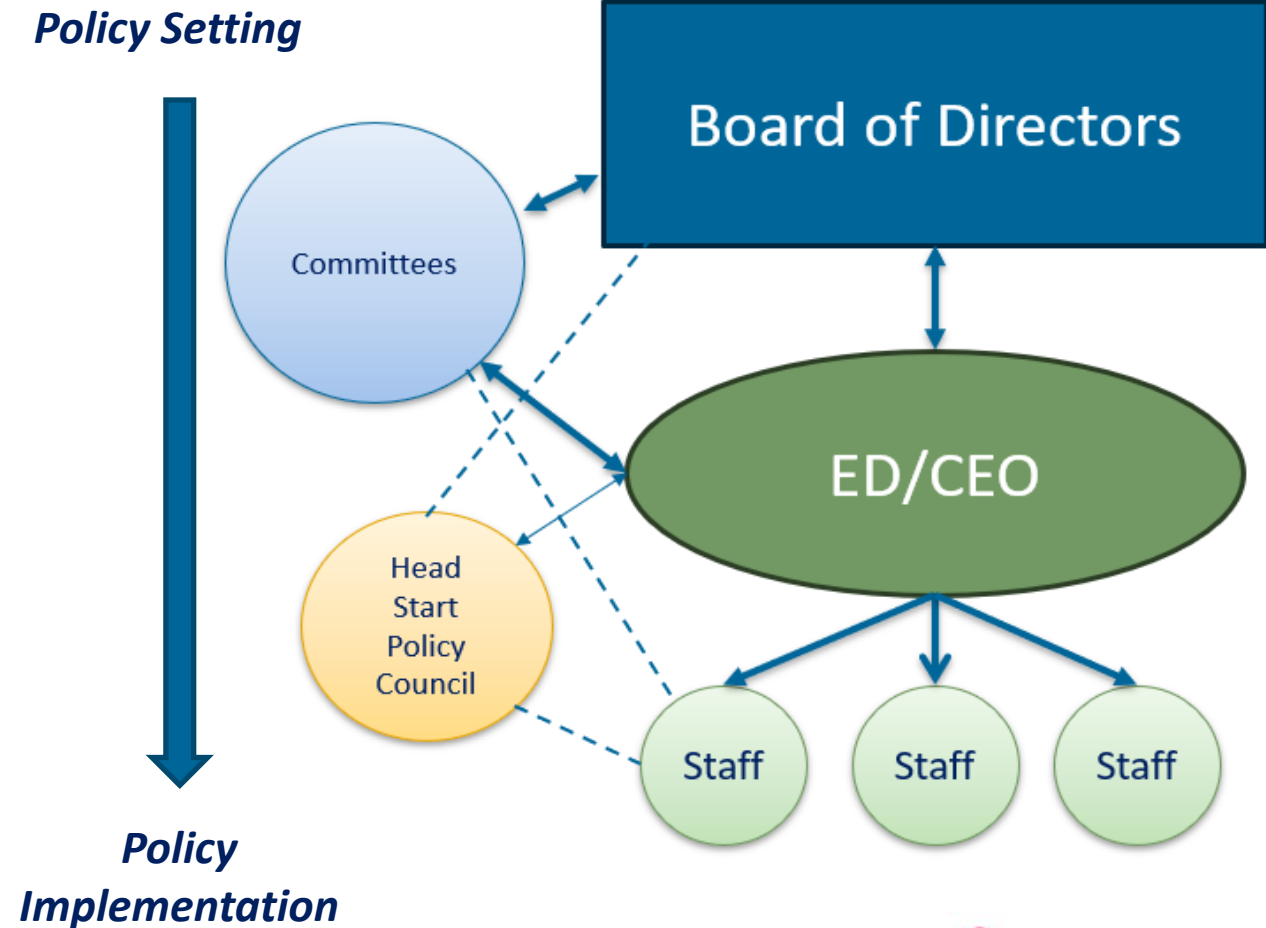 Policy Setting
Board of Directors
Committees
ED/CEO
Head
Start
Policy
Council
Staff
Staff
Staff
Policy
Implementation